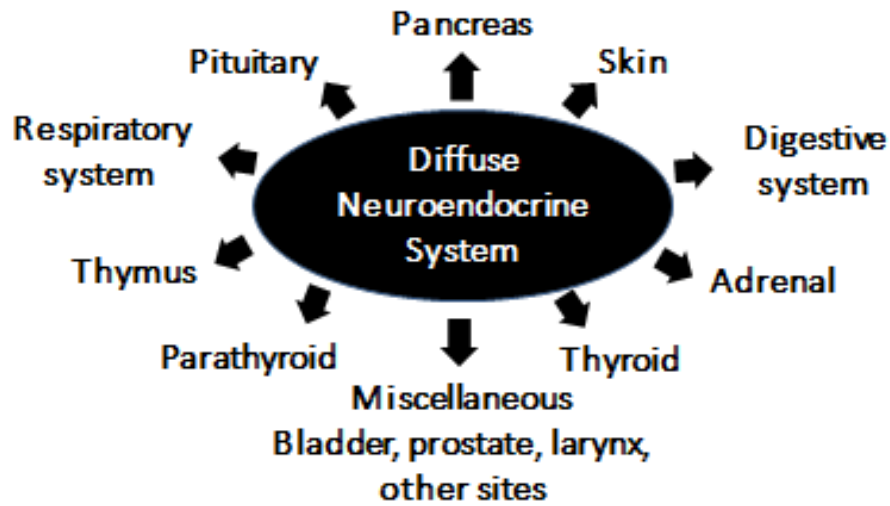 Pancreas
Pituitary
Skin
Respiratory
system
Diffuse
Neuroendocrine
System
Digestive
system
Thymus
Adrenal
Parathyroid
Thyroid
Miscellaneous
Bladder, prostate, larynx,
other sites